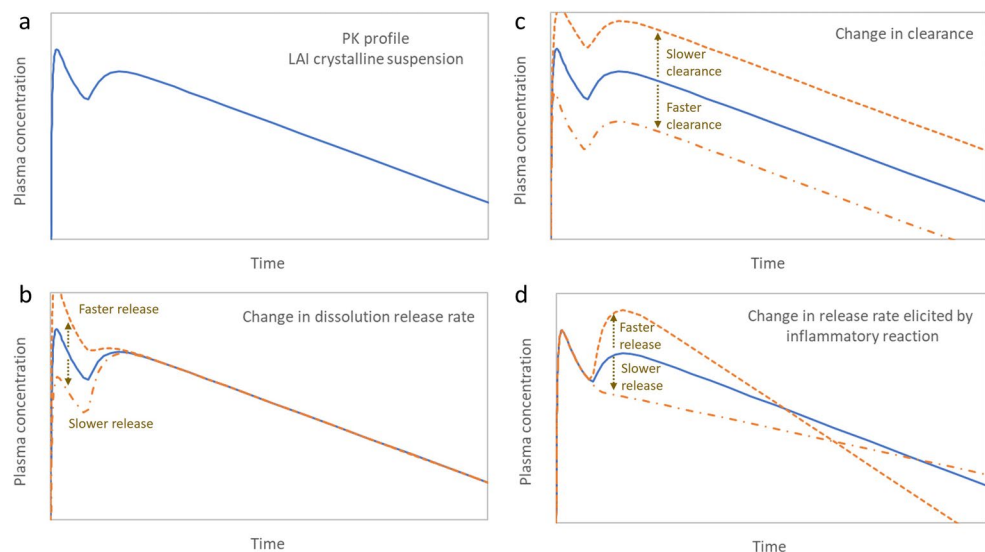 a
PK profile
LAI crystalline suspension
Plasma concentration
Time
b
Change in dissolution release rate
Faster release
Slower release
Plasma concentration
Time
c
Change in clearance
Slower
clearance
Faster
clearance
Plasma concentration
Time
d
Change in release rate elicited by
inflammatory reaction
Faster
release
Slower
release
Plasma concentration
Time